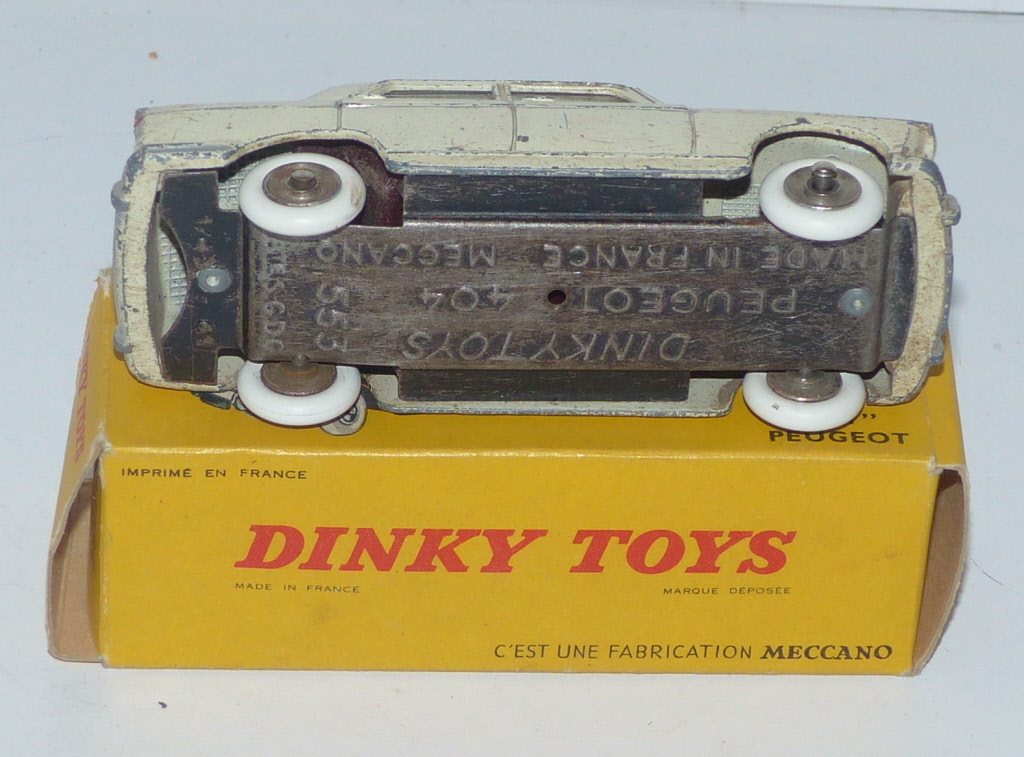 MADE IN FRANCE MECCANO
PEUGEOT 404 553
DINKY-TOYS
PEUGEOT
IMPRIMÉ EN FRANCE
DINKY TOYS
MADE IN FRANCE
MARQUE DÉPOSÉE
C'EST UNE FABRICATION MECCANO
TOYS